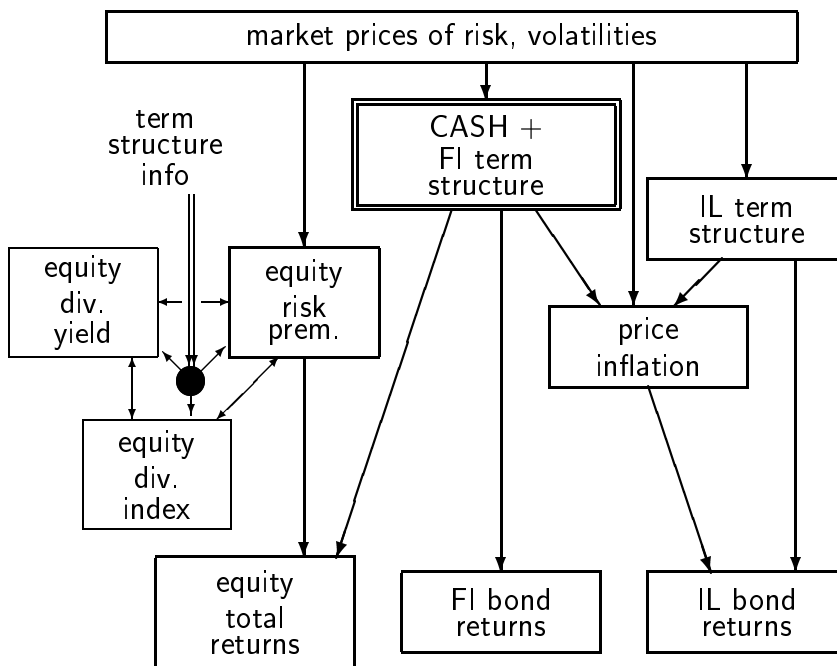 market prices of risk, volatilities
term
structure
info
CASH +
FI term
structure
IL term
structure
equity
div.
yield
equity
risk
prem.
price
inflation
equity
div.
index
equity
total
returns
FI bond
returns
IL bond
returns